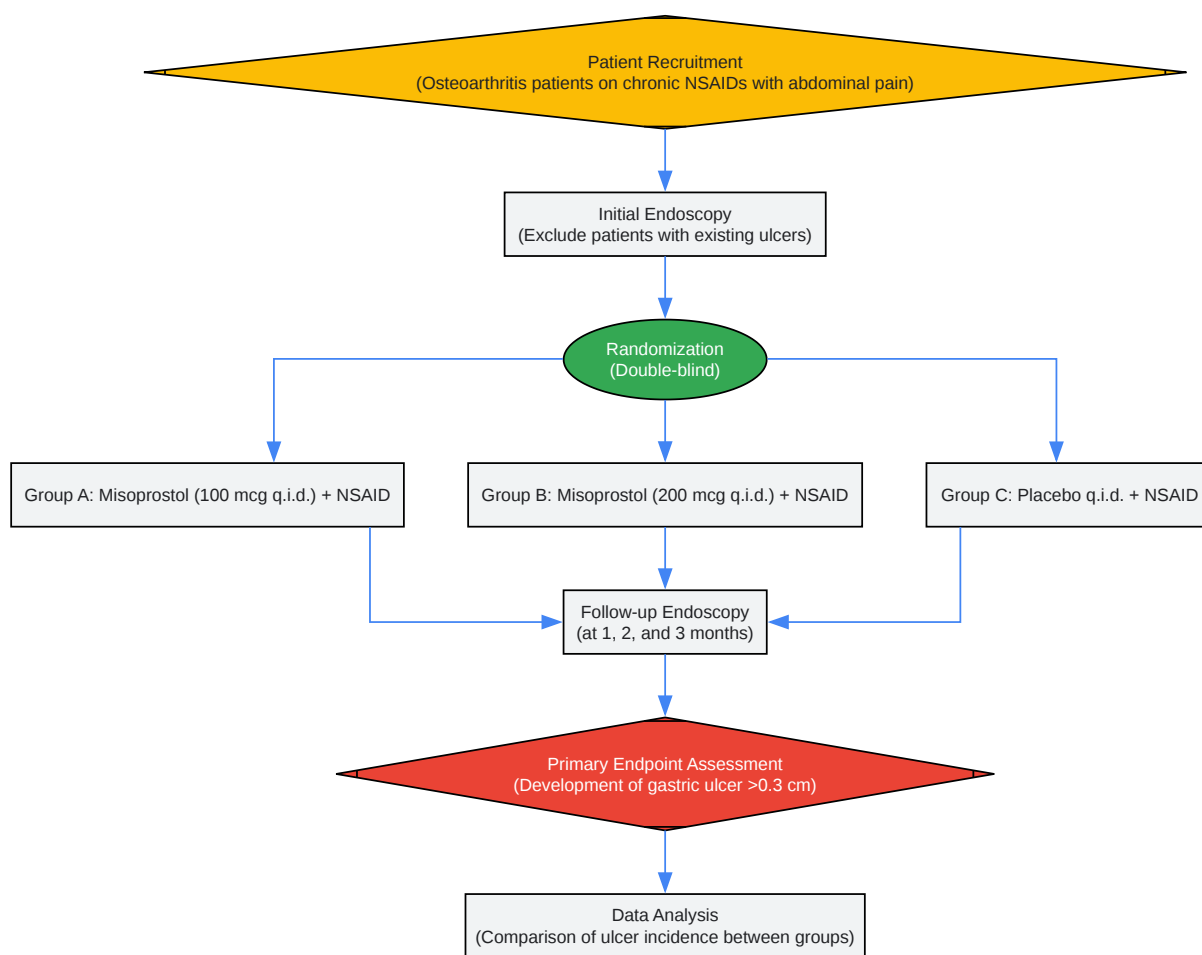 Patient Recruitment
(Osteoarthritis patients on chronic NSAIDs with abdominal pain)
Initial Endoscopy
(Exclude patients with existing ulcers)
Randomization
(Double-blind)
Group A: Misoprostol (100 mcg q.i.d.) + NSAID
Group B: Misoprostol (200 mcg q.i.d.) + NSAID
Group C: Placebo q.i.d. + NSAID
Follow-up Endoscopy
(at 1, 2, and 3 months)
Primary Endpoint Assessment
(Development of gastric ulcer >0.3 cm)
Data Analysis
(Comparison of ulcer incidence between groups)